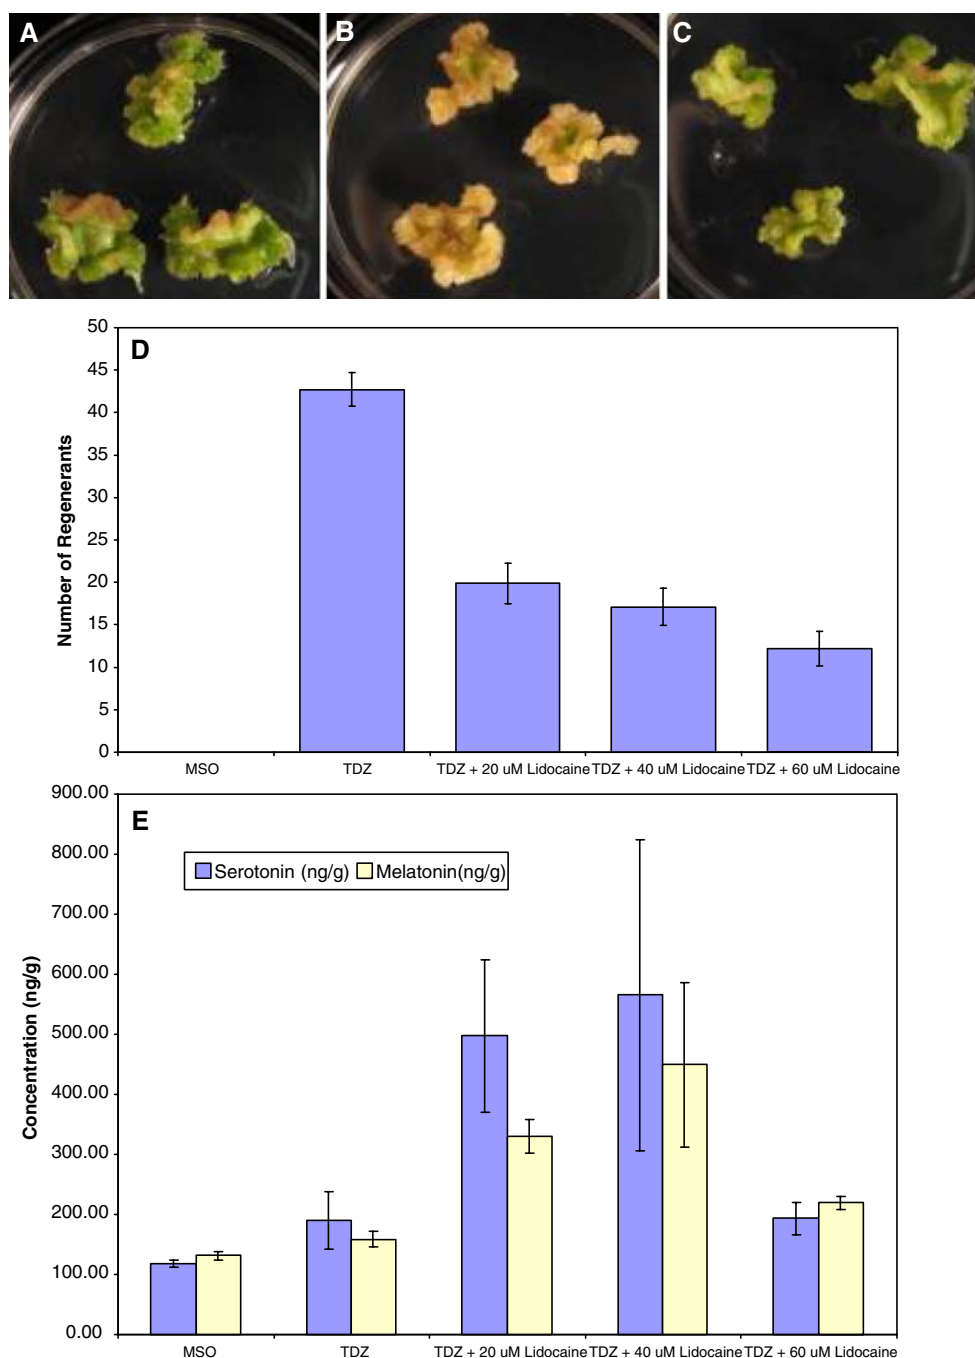 A B C
50
D
45
40
35
30
25
20
15
10
5
0
Number of Regenerants
MSO TDZ TDZ + 20 uM Lidocaine TDZ + 40 uM Lidocaine TDZ + 60 uM Lidocaine
900.00
E
800.00
Serotonin (ng/g) Melatonin(ng/g)
700.00
600.00
500.00
400.00
300.00
200.00
100.00
0.00
Concentration (ng/g)
MSO TDZ TDZ + 20 uM Lidocaine TDZ + 40 uM Lidocaine TDZ + 60 uM Lidocaine